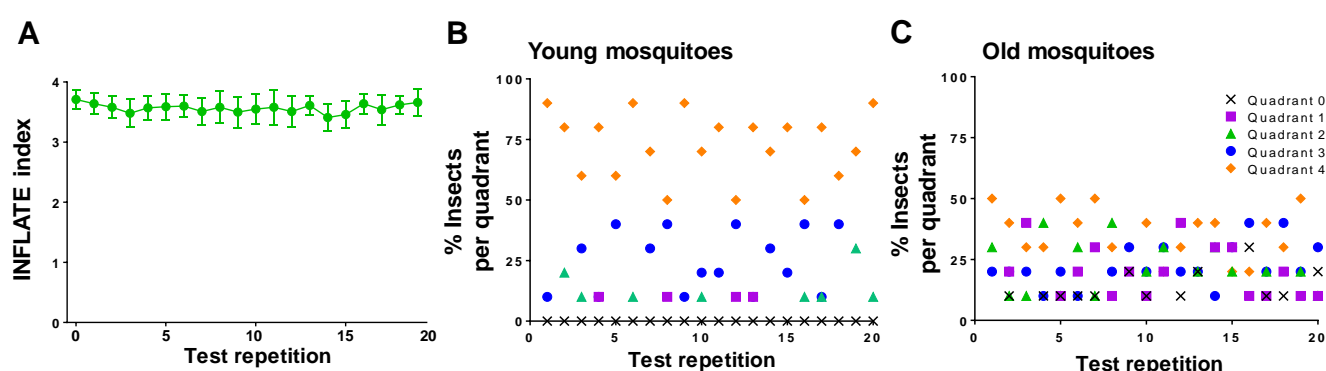 A
INFLATE index
4
3
2
1
0
0 5 10 15 20
Test repetition
B
Young mosquitoes
% Insects
per quadrant
100
75
50
25
0
0 5 10 15 20
Test repetition
C
Old mosquitoes
% Insects
per quadrant
100
75
50
25
0
0 5 10 15 20
Test repetition
Quadrant 0
Quadrant 1
Quadrant 2
Quadrant 3
Quadrant 4